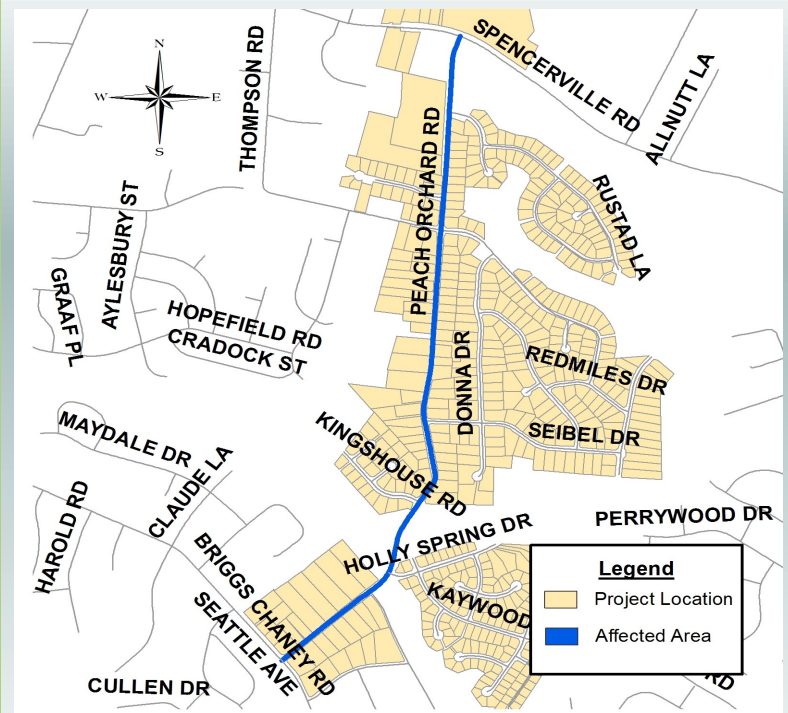 SPENCERVILLE RD
N
THOMPSON RD
ALLNUTT LA
W E
S
PEACH ORCHARD RD
RUSTAD LA
AYLESBURY ST
GRAAF PL
HOPEFIELD RD
CRADOCK ST
DONNA DR
REDMILES DR
MAYDALE DR
KINGSHOUSE RD
SEIBEL DR
CLAUDE LA
HAROLD RD
PERRYWOOD DR
HOLLY SPRING DR
BRIGGS CHANEY RD
SEATTLE AVE
KAYWOOD
Legend
Project Location
Affected Area
RD
CULLEN DR